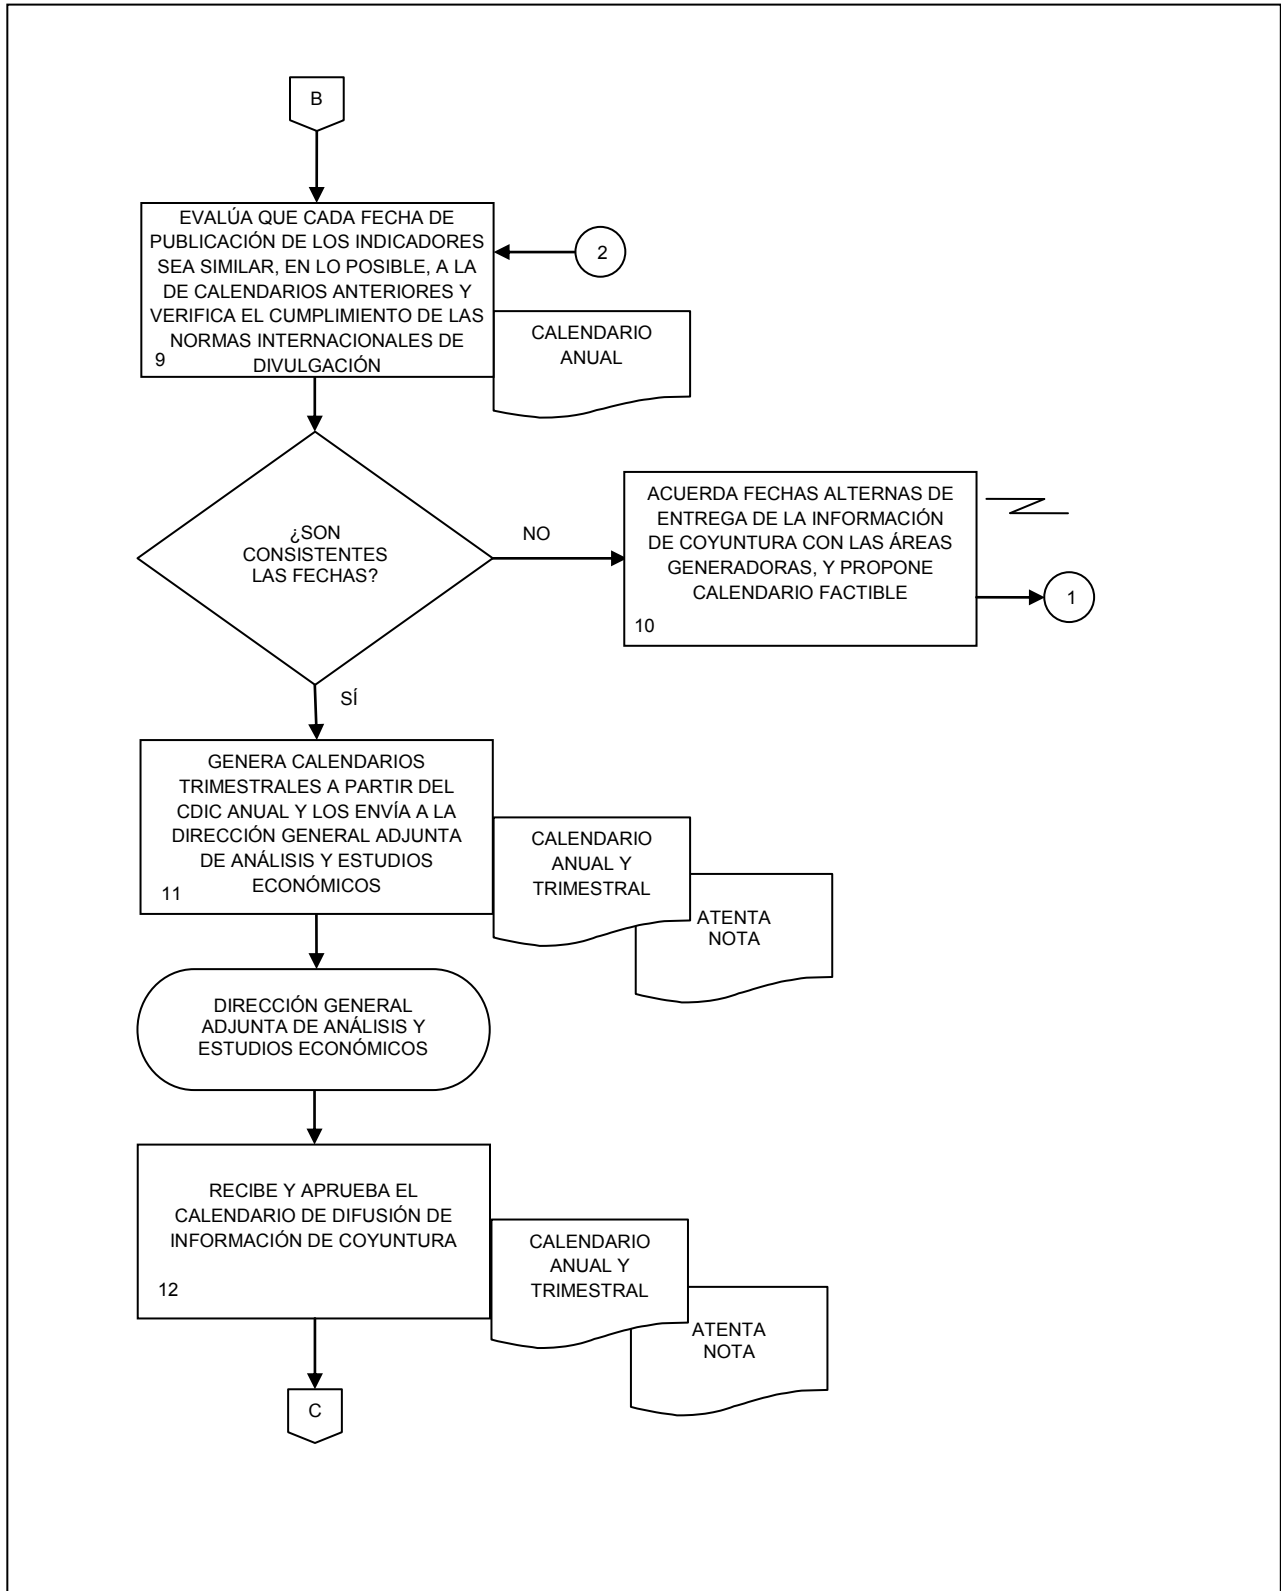 B
EVALÚA QUE CADA FECHA DE
PUBLICACIÓN DE LOS INDICADORES
SEA SIMILAR, EN LO POSIBLE, A LA
DE CALENDARIOS ANTERIORES Y
VERIFICA EL CUMPLIMIENTO DE LAS
NORMAS INTERNACIONALES DE
DIVULGACIÓN
9
2
CALENDARIO
ANUAL
¿SON
CONSISTENTES
LAS FECHAS?
NO
ACUERDA FECHAS ALTERNAS DE
ENTREGA DE LA INFORMACIÓN
DE COYUNTURA CON LAS ÁREAS
GENERADORAS, Y PROPONE
CALENDARIO FACTIBLE
10
1
SÍ
GENERA CALENDARIOS
TRIMESTRALES A PARTIR DEL
CDIC ANUAL Y LOS ENVÍA A LA
DIRECCIÓN GENERAL ADJUNTA
DE ANÁLISIS Y ESTUDIOS
ECONÓMICOS
11
CALENDARIO
ANUAL Y
TRIMESTRAL
ATENTA
NOTA
DIRECCIÓN GENERAL
ADJUNTA DE ANÁLISIS Y
ESTUDIOS ECONÓMICOS
RECIBE Y APRUEBA EL
CALENDARIO DE DIFUSIÓN DE
INFORMACIÓN DE COYUNTURA
12
CALENDARIO
ANUAL Y
TRIMESTRAL
ATENTA
NOTA
C